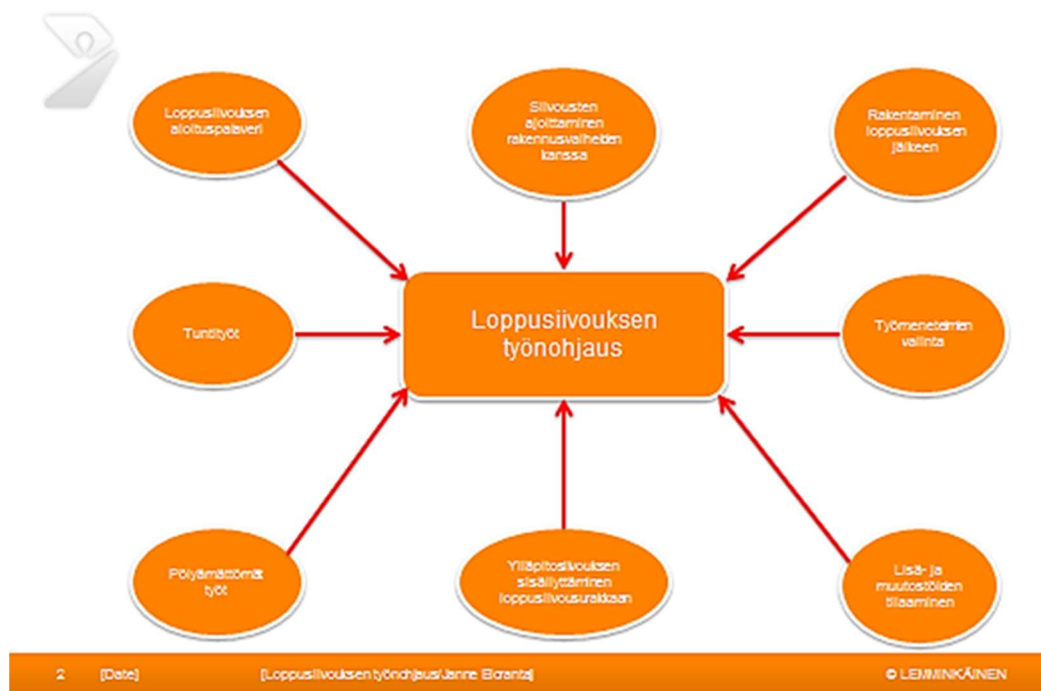 Loppusiivouksen
aloituspalaveri
Siivousten
ajoittaminen
rakennusvaiheiden
kanssa
Rakentaminen
loppusiivouksen
jälkeen
Tuntityöt
Loppusiivouksen
työnohjaus
Työmenetelmien
valinta
Pölyämättömät
työt
Ylläpitosiivouksen
sisällyttäminen
loppusiivousurakkaan
Lisä- ja
muutostöiden
tilaaminen
2 [Date] [Loppusiivouksen työnohjaus/Janne Ekoranta] © LEMMINKÄINEN